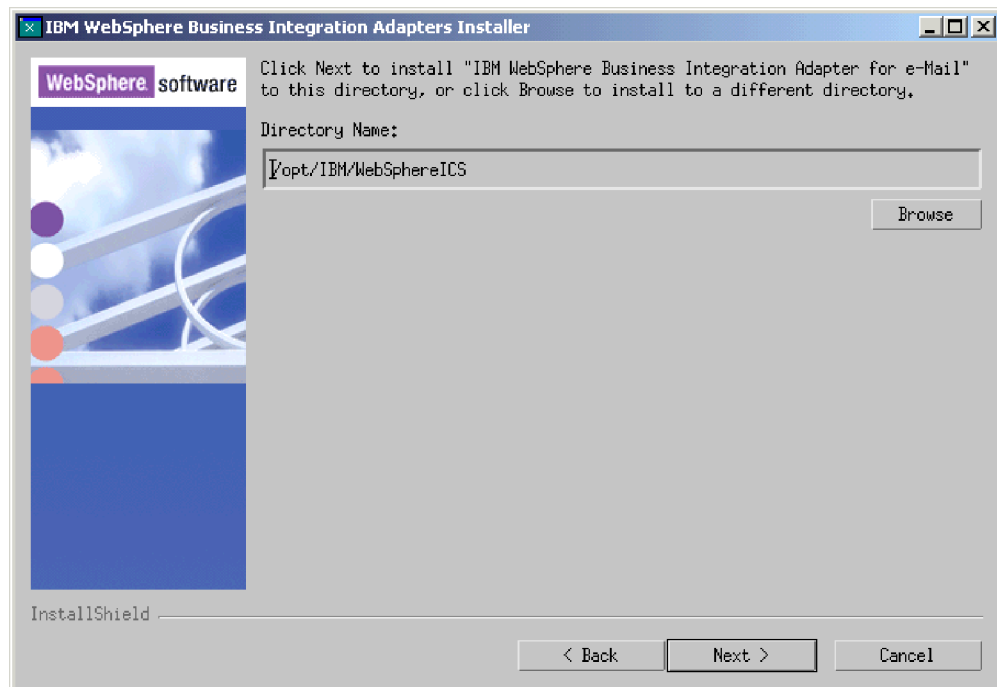 IBM WebSphere Business Integration Adapters Installer
WebSphere software
Click Next to install "IBM WebSphere Business Integration Adapter for e-Mail"
to this directory, or click Browse to install to a different directory.
Directory Name:
/opt/IBM/WebSphereICS
Browse
InstallShield
< Back
Next >
Cancel